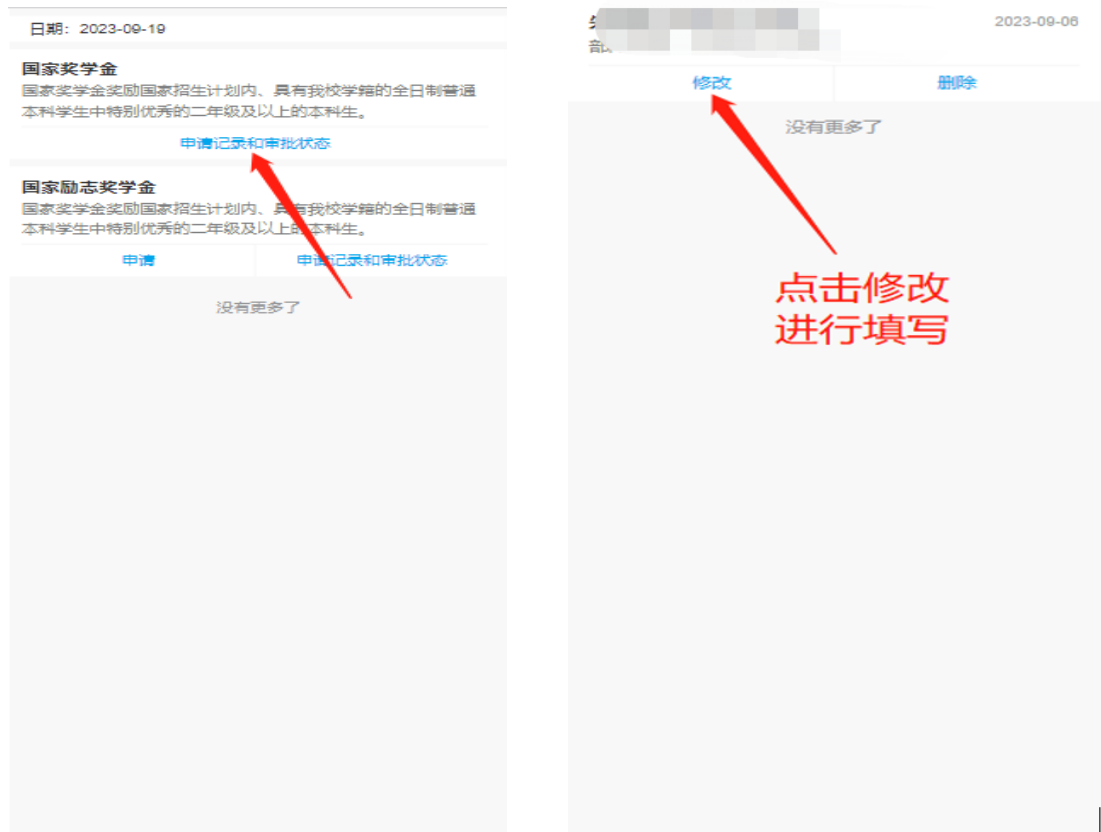 日期：2023-09-19
国家奖学金
国家奖学金奖励国家招生计划内、具有我校学籍的全日制普通
本科学生中特别优秀的二年级及以上的本科生。
申请记录和审批状态
国家励志奖学金
国家奖学金奖励国家招生计划内、具有我校学籍的全日制普通
本科学生中特别优秀的二年级及以上的本科生。
申请 申请记录和审批状态
没有更多了
2023-09-06
部
修改 删除
没有更多了
点击修改
进行填写